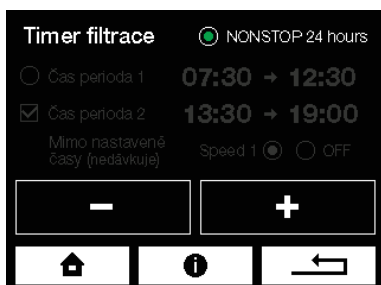 Timer filtrace NONSTOP 24 hours
Čas perioda 1 07:30 → 12:30
Čas perioda 2 13:30 → 19:00
Mimo nastavené
časy (nedávkuje) Speed 1 OFF